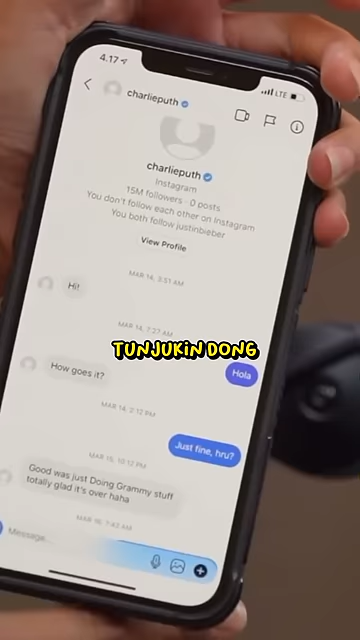 4.17
LTE
charlieputh
charlieputh
Instagram
15M followers · 0 posts
You don't follow each other on Instagram
You both follow justinbieber
View Profile
MAR 14, 3:51 AM
Hi!
MAR 14, 7:27 AM
TUNJUKIN DONG
Hola
How goes it?
MAR 14, 2:12 PM
Just fine, hru?
MAR 15, 10:12 PM
Good was just Doing Grammy stuff
totally glad it's over haha
MAR 16, 7:42 AM
Message...